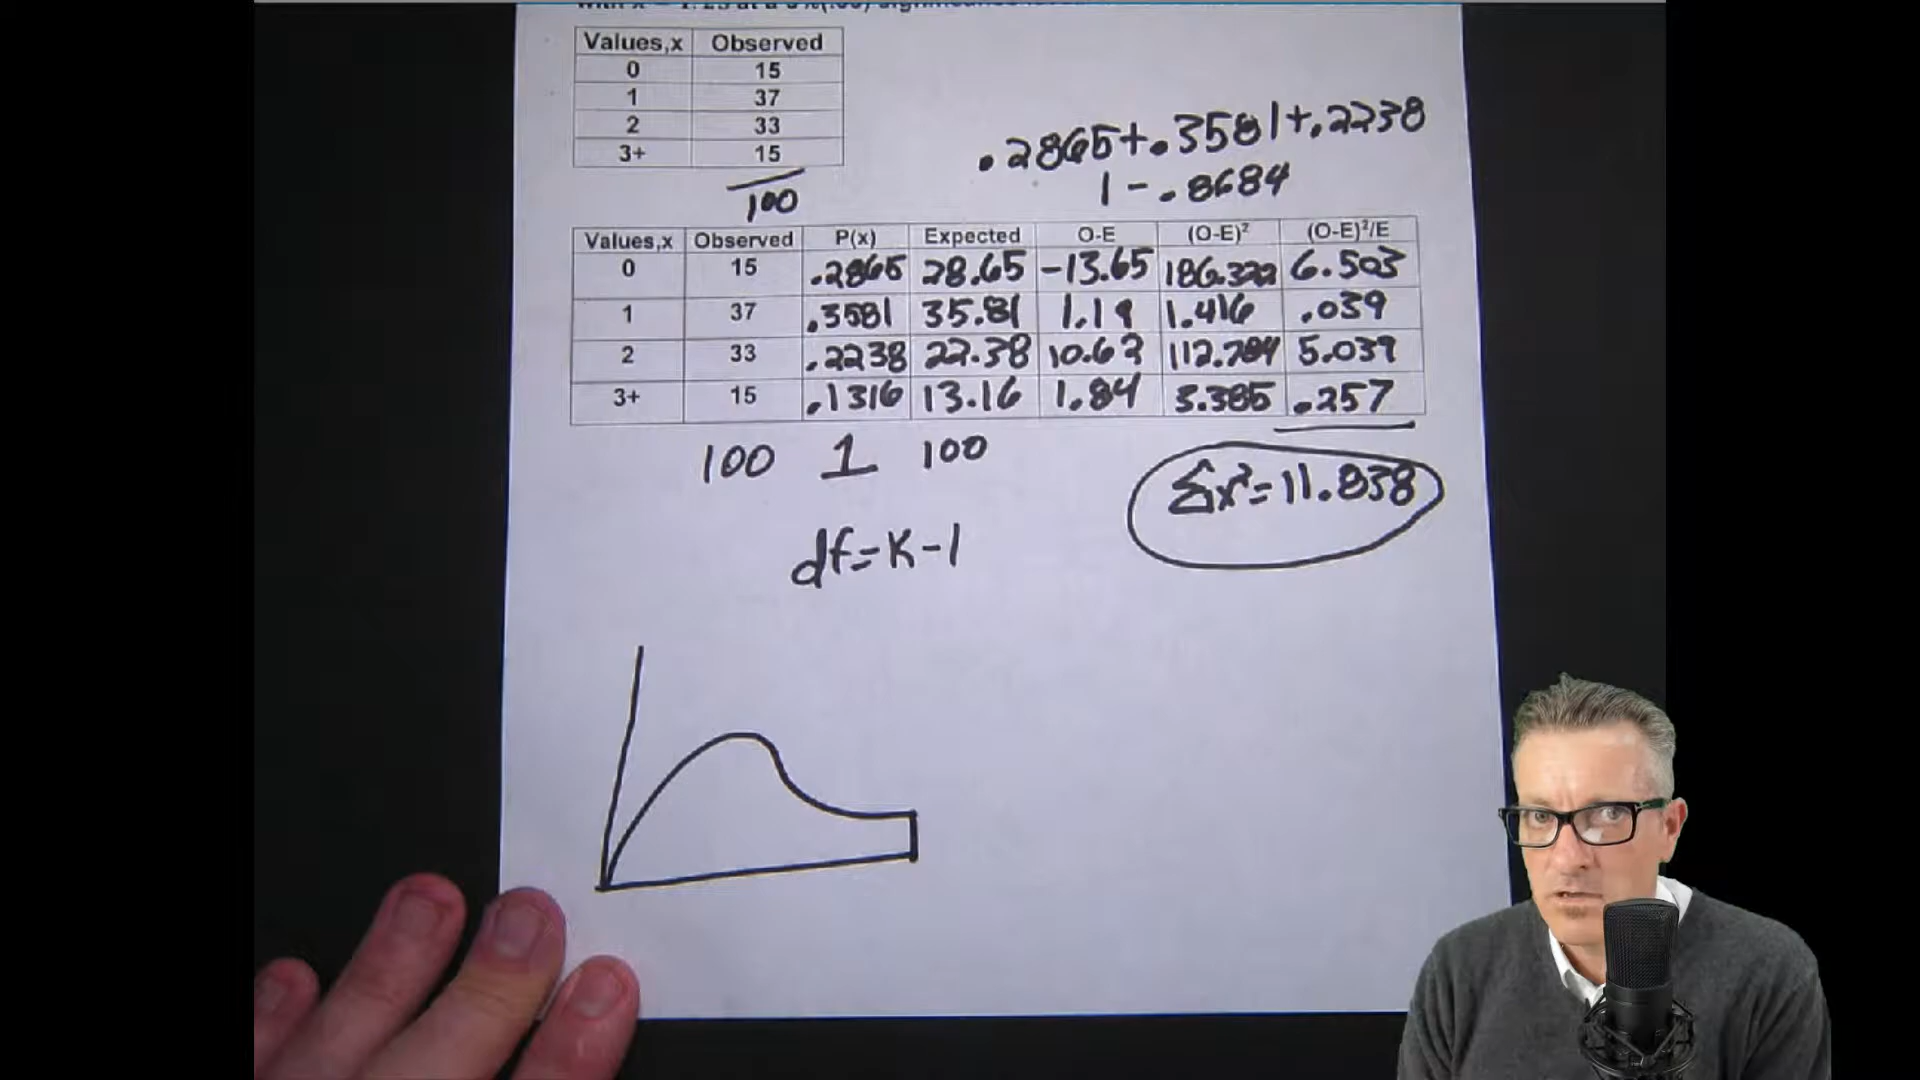 Values,x Observed
0 15
1 37
2 33
3+ 15
100
.2865+.3581+.2238
1-.8684
Values,x Observed P(x) Expected O-E (O-E)² (O-E)²/E
0 15 .2865 28.65 -13.65 186.322 6.503
1 37 .3581 35.81 1.19 1.416 .039
2 33 .2238 22.38 10.62 112.784 5.039
3+ 15 .1316 13.16 1.84 3.385 .257
100 1 100
Σx²=11.838
df=K-1